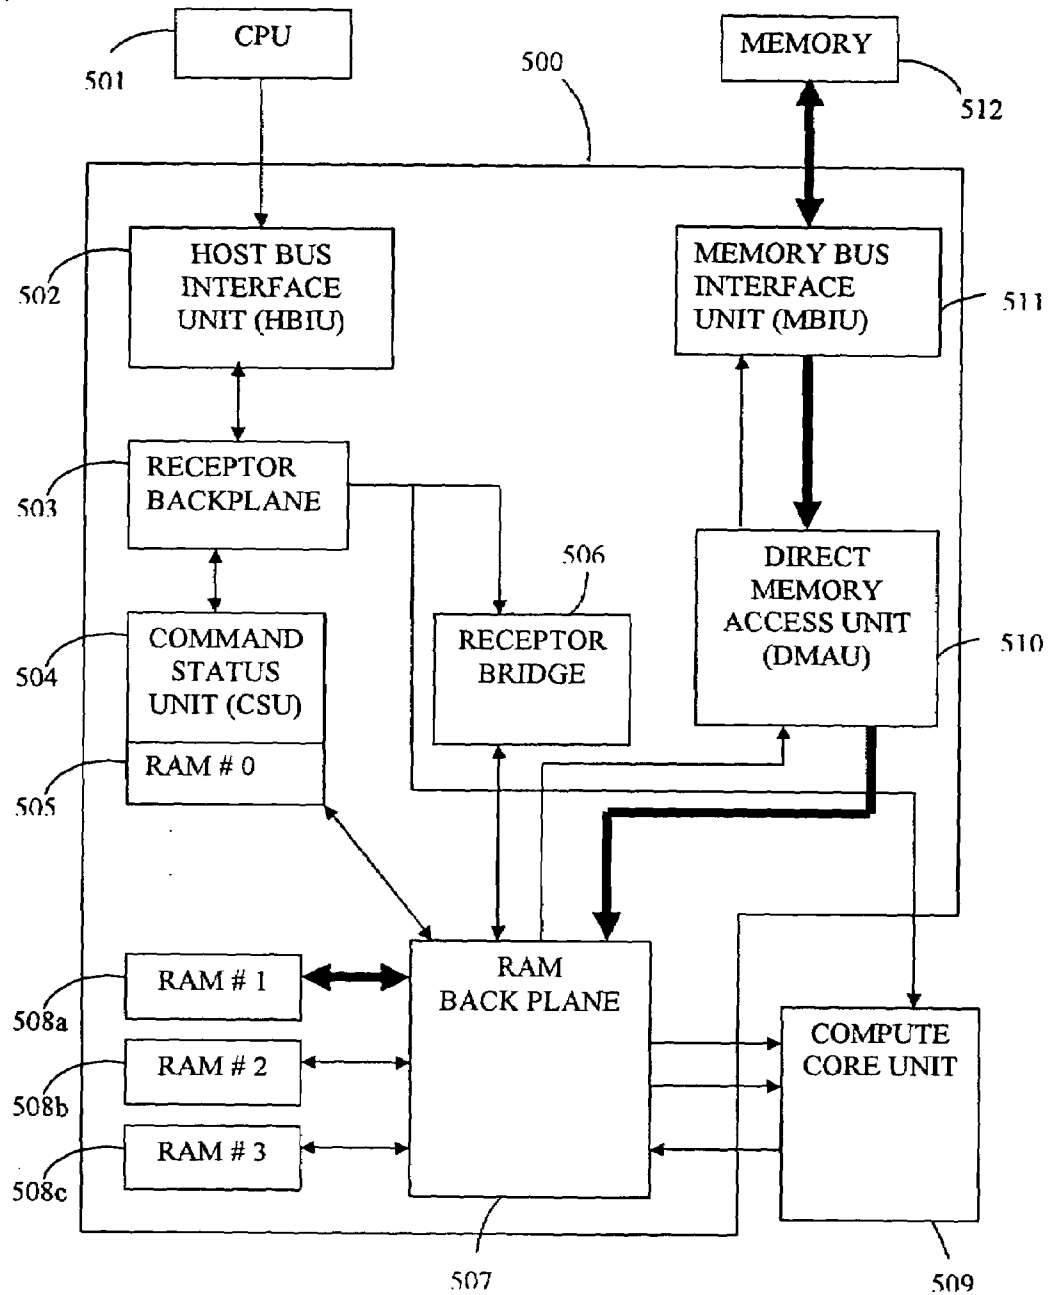 CPU
501
MEMORY
512
500
HOST BUS
INTERFACE
UNIT (HBIU)
502
MEMORY BUS
INTERFACE
UNIT (MBIU)
511
RECEPTOR
BACKPLANE
503
COMMAND
STATUS
UNIT (CSU)
504
RAM # 0
505
506
RECEPTOR
BRIDGE
DIRECT
MEMORY
ACCESS UNIT
(DMAU)
510
RAM
BACK PLANE
507
RAM # 1
508a
RAM # 2
508b
RAM # 3
508c
COMPUTE
CORE UNIT
509